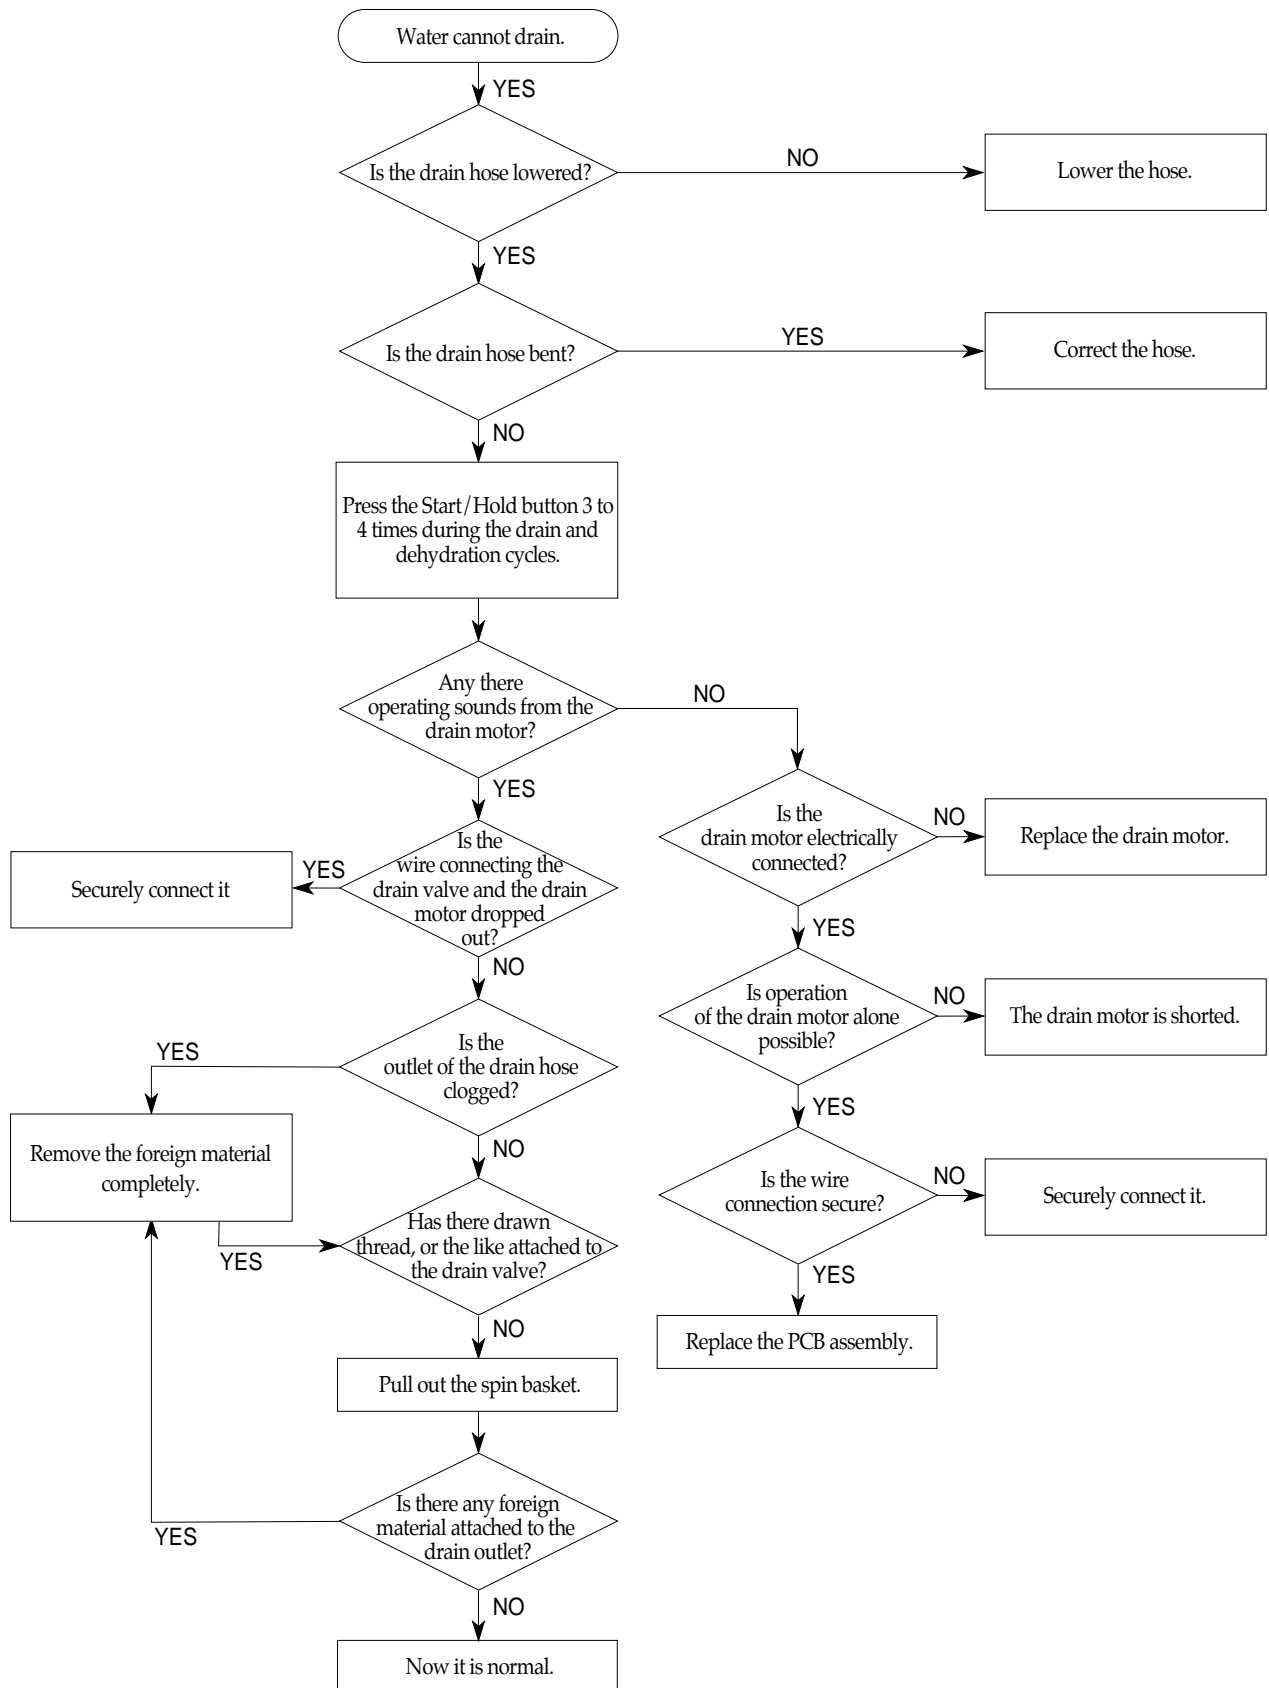 Water cannot drain.
YES
Is the drain hose lowered?
NO
Lower the hose.
YES
Is the drain hose bent?
YES
Correct the hose.
NO
Press the Start/Hold button 3 to
4 times during the drain and
dehydration cycles.
Any there
operating sounds from the
drain motor?
NO
YES
Is the
drain motor electrically
connected?
NO
Replace the drain motor.
Is the
wire connecting the
drain valve and the drain
motor dropped
out?
YES
Securely connect it
YES
NO
Is operation
of the drain motor alone
possible?
NO
The drain motor is shorted.
Is the
outlet of the drain hose
clogged?
YES
Remove the foreign material
completely.
YES
NO
Is the wire
connection secure?
NO
Securely connect it.
Has there drawn
thread, or the like attached to
the drain valve?
YES
YES
Replace the PCB assembly.
NO
Pull out the spin basket.
Is there any foreign
material attached to the
drain outlet?
YES
NO
Now it is normal.